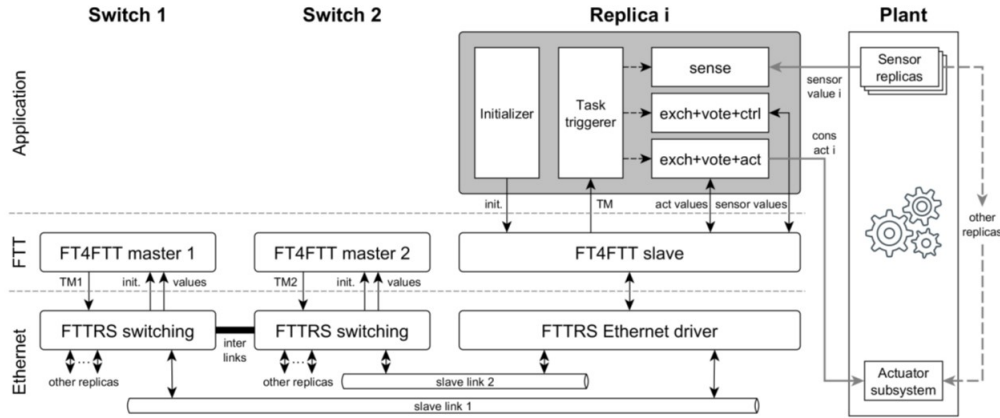 Switch 1
Switch 2
Replica i
Plant
Application
Initializer
Task
triggerer
sense
exch+vote+ctrl
exch+vote+act
sensor
value i
cons
act i
Sensor
replicas
other
replicas
init.
TM
act values
sensor values
FTT
FT4FTT master 1
FT4FTT master 2
FT4FTT slave
TM1
init.
values
TM2
init.
values
Ethernet
FTTRS switching
inter
links
FTTRS switching
FTTRS Ethernet driver
other replicas
other replicas
slave link 2
slave link 1
Actuator
subsystem